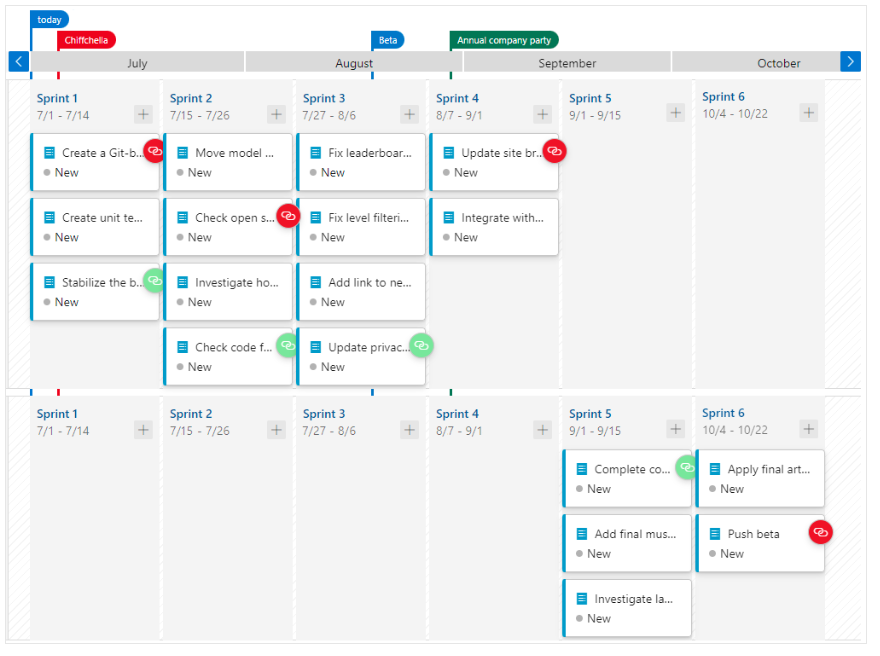 today
Chiffchella
Beta
Annual company party
July
August
September
October
Sprint 1
7/1 - 7/14
Sprint 2
7/15 - 7/26
Sprint 3
7/27 - 8/6
Sprint 4
8/7 - 9/1
Sprint 5
9/1 - 9/15
Sprint 6
10/4 - 10/22
Create a Git-b...
New
Move model ...
New
Fix leaderboar...
New
Update site br...
New
Create unit te...
New
Check open s...
New
Fix level filteri...
New
Integrate with...
New
Stabilize the b...
New
Investigate ho...
New
Add link to ne...
New
Check code f...
New
Update privac...
New
Sprint 1
7/1 - 7/14
Sprint 2
7/15 - 7/26
Sprint 3
7/27 - 8/6
Sprint 4
8/7 - 9/1
Sprint 5
9/1 - 9/15
Sprint 6
10/4 - 10/22
Complete co...
New
Apply final art...
New
Add final mus...
New
Push beta
New
Investigate la...
New